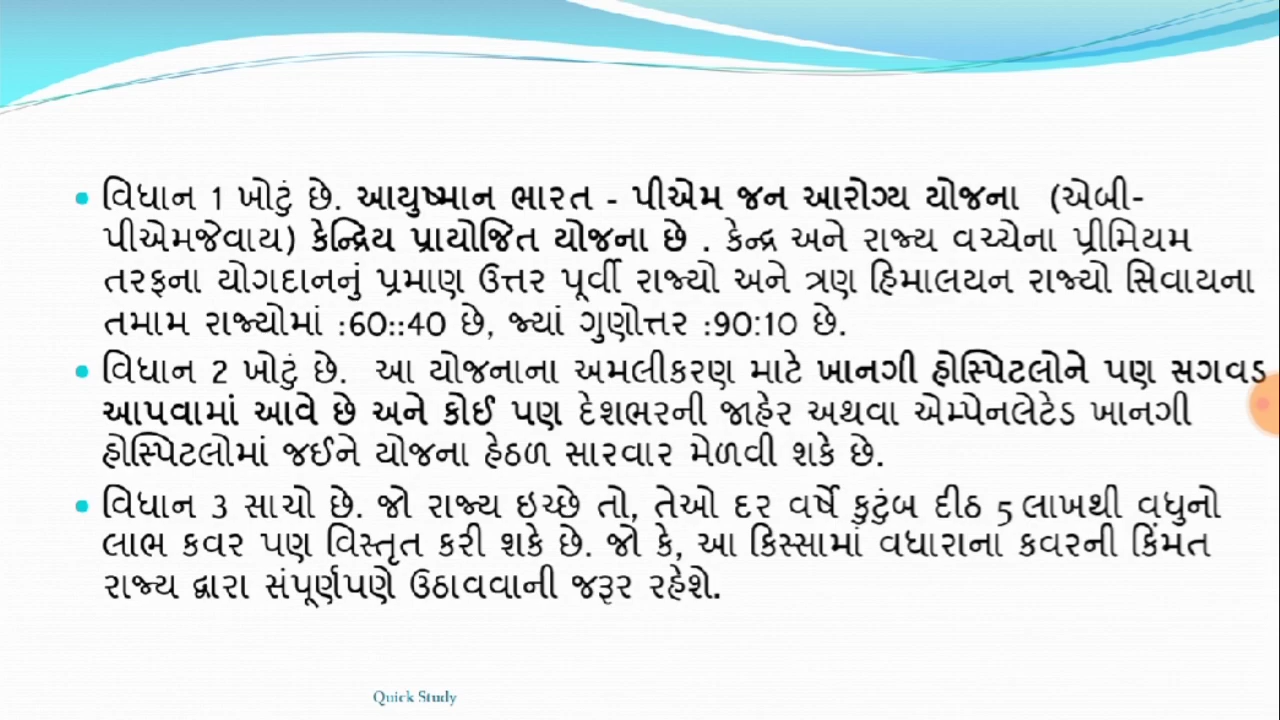 • વિધાન 1 ખોટું છે. આયુષ્માન ભારત - પીએમ જન આરોગ્ય યોજના (એબી-
પીએમજેવાય) કેન્દ્રિય પ્રાયોજિત યોજના છે . કેન્દ્ર અને રાજ્ય વચ્ચેના પ્રીમિયમ
તરફના યોગદાનનું પ્રમાણ ઉત્તર પૂર્વી રાજ્યો અને ત્રણ હિમાલયન રાજ્યો સિવાયના
તમામ રાજ્યોમાં :60::40 છે, જ્યાં ગુણોત્તર :90:10 છે.
• વિધાન 2 ખોટું છે. આ યોજનાના અમલીકરણ માટે ખાનગી હોસ્પિટલોને પણ સગવડ
આપવામાં આવે છે અને કોઈ પણ દેશભરની જાહેર અથવા એમ્પેનલેટેડ ખાનગી
હોસ્પિટલોમાં જઈને યોજના હેઠળ સારવાર મેળવી શકે છે.
• વિધાન 3 સાચો છે. જો રાજ્ય ઇચ્છે તો, તેઓ દર વર્ષે કુટુંબ દીઠ 5 લાખથી વધુનો
લાભ કવર પણ વિસ્તૃત કરી શકે છે. જો કે, આ કિસ્સામાં વધારાના કવરની કિંમત
રાજ્ય દ્વારા સંપૂર્ણપણે ઉઠાવવાની જરૂર રહેશે.
Quick Study